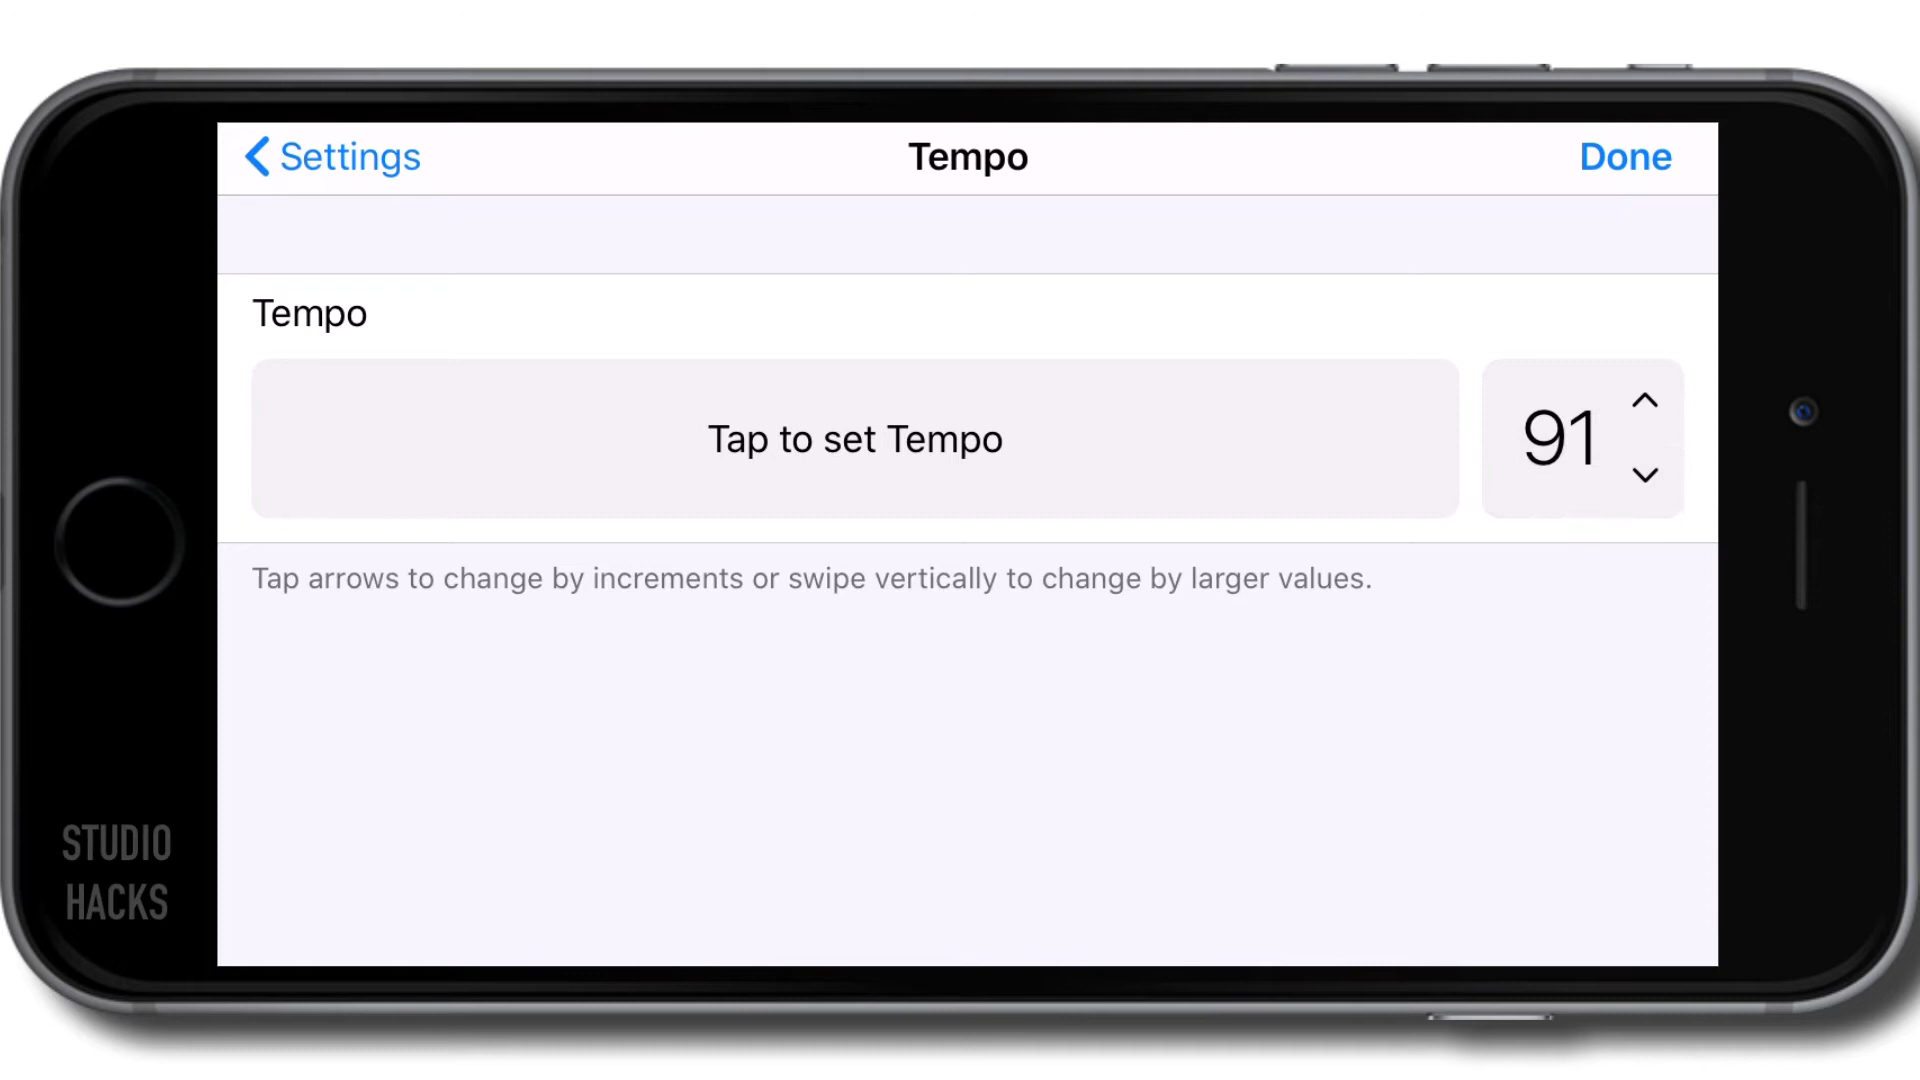 Settings
Tempo
Done
Tempo
Tap to set Tempo
91
Tap arrows to change by increments or swipe vertically to change by larger values.
STUDIO
HACKS